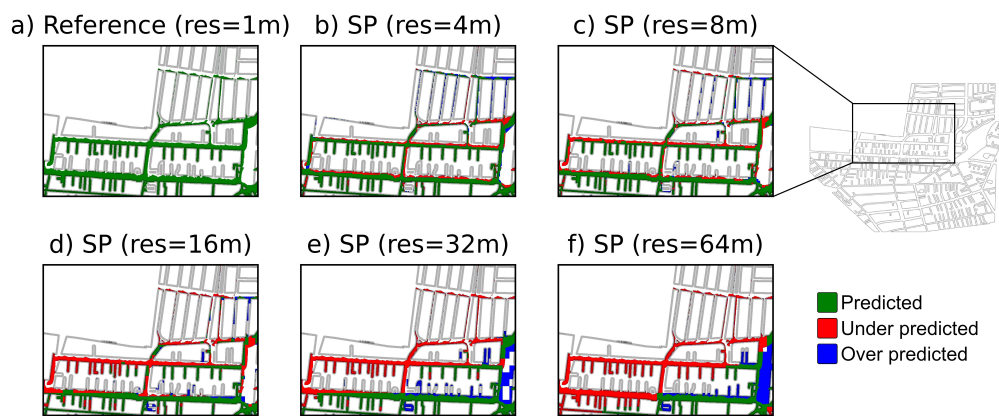 a) Reference (res=1m)
b) SP (res=4m)
c) SP (res=8m)
d) SP (res=16m)
e) SP (res=32m)
f) SP (res=64m)
Predicted
Under predicted
Over predicted